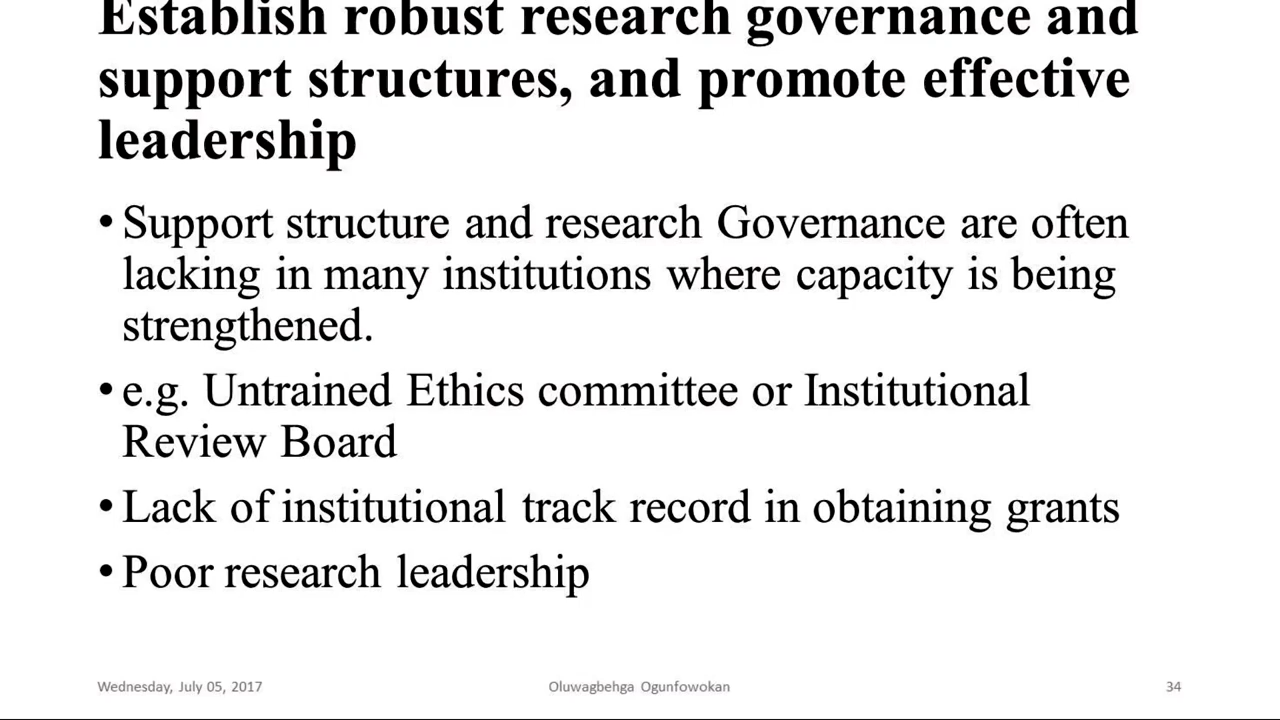 Establish robust research governance and
support structures, and promote effective
leadership
• Support structure and research Governance are often
lacking in many institutions where capacity is being
strengthened.
• e.g. Untrained Ethics committee or Institutional
Review Board
• Lack of institutional track record in obtaining grants
• Poor research leadership
Wednesday, July 05, 2017 Oluwagbehga Ogunfowokan 34